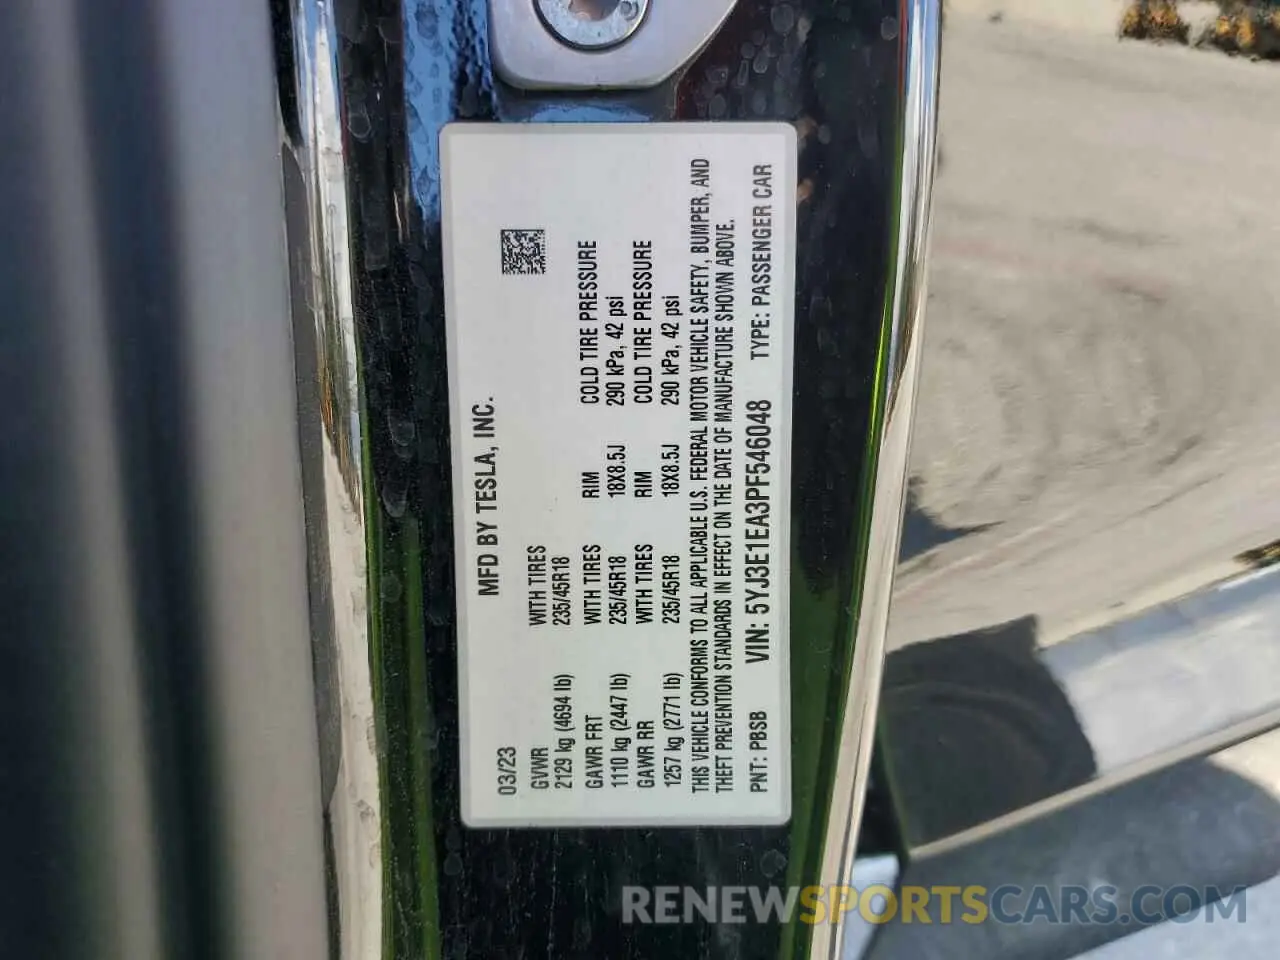 MFD BY TESLA, INC.
03/23
GVWR WITH TIRES
2129 kg (4694 lb) 235/45R18
GAWR FRT WITH TIRES RIM COLD TIRE PRESSURE
1110 kg (2447 lb) 235/45R18 18X8.5J 290 kPa, 42 psi
GAWR RR WITH TIRES RIM COLD TIRE PRESSURE
1257 kg (2771 lb) 235/45R18 18X8.5J 290 kPa, 42 psi
THIS VEHICLE CONFORMS TO ALL APPLICABLE U.S. FEDERAL MOTOR VEHICLE SAFETY, BUMPER, AND
THEFT PREVENTION STANDARDS IN EFFECT ON THE DATE OF MANUFACTURE SHOWN ABOVE.
PNT: PBSB VIN: 5YJ3E1EA3PF546048 TYPE: PASSENGER CAR
RENEWSPORTSCARS.COM